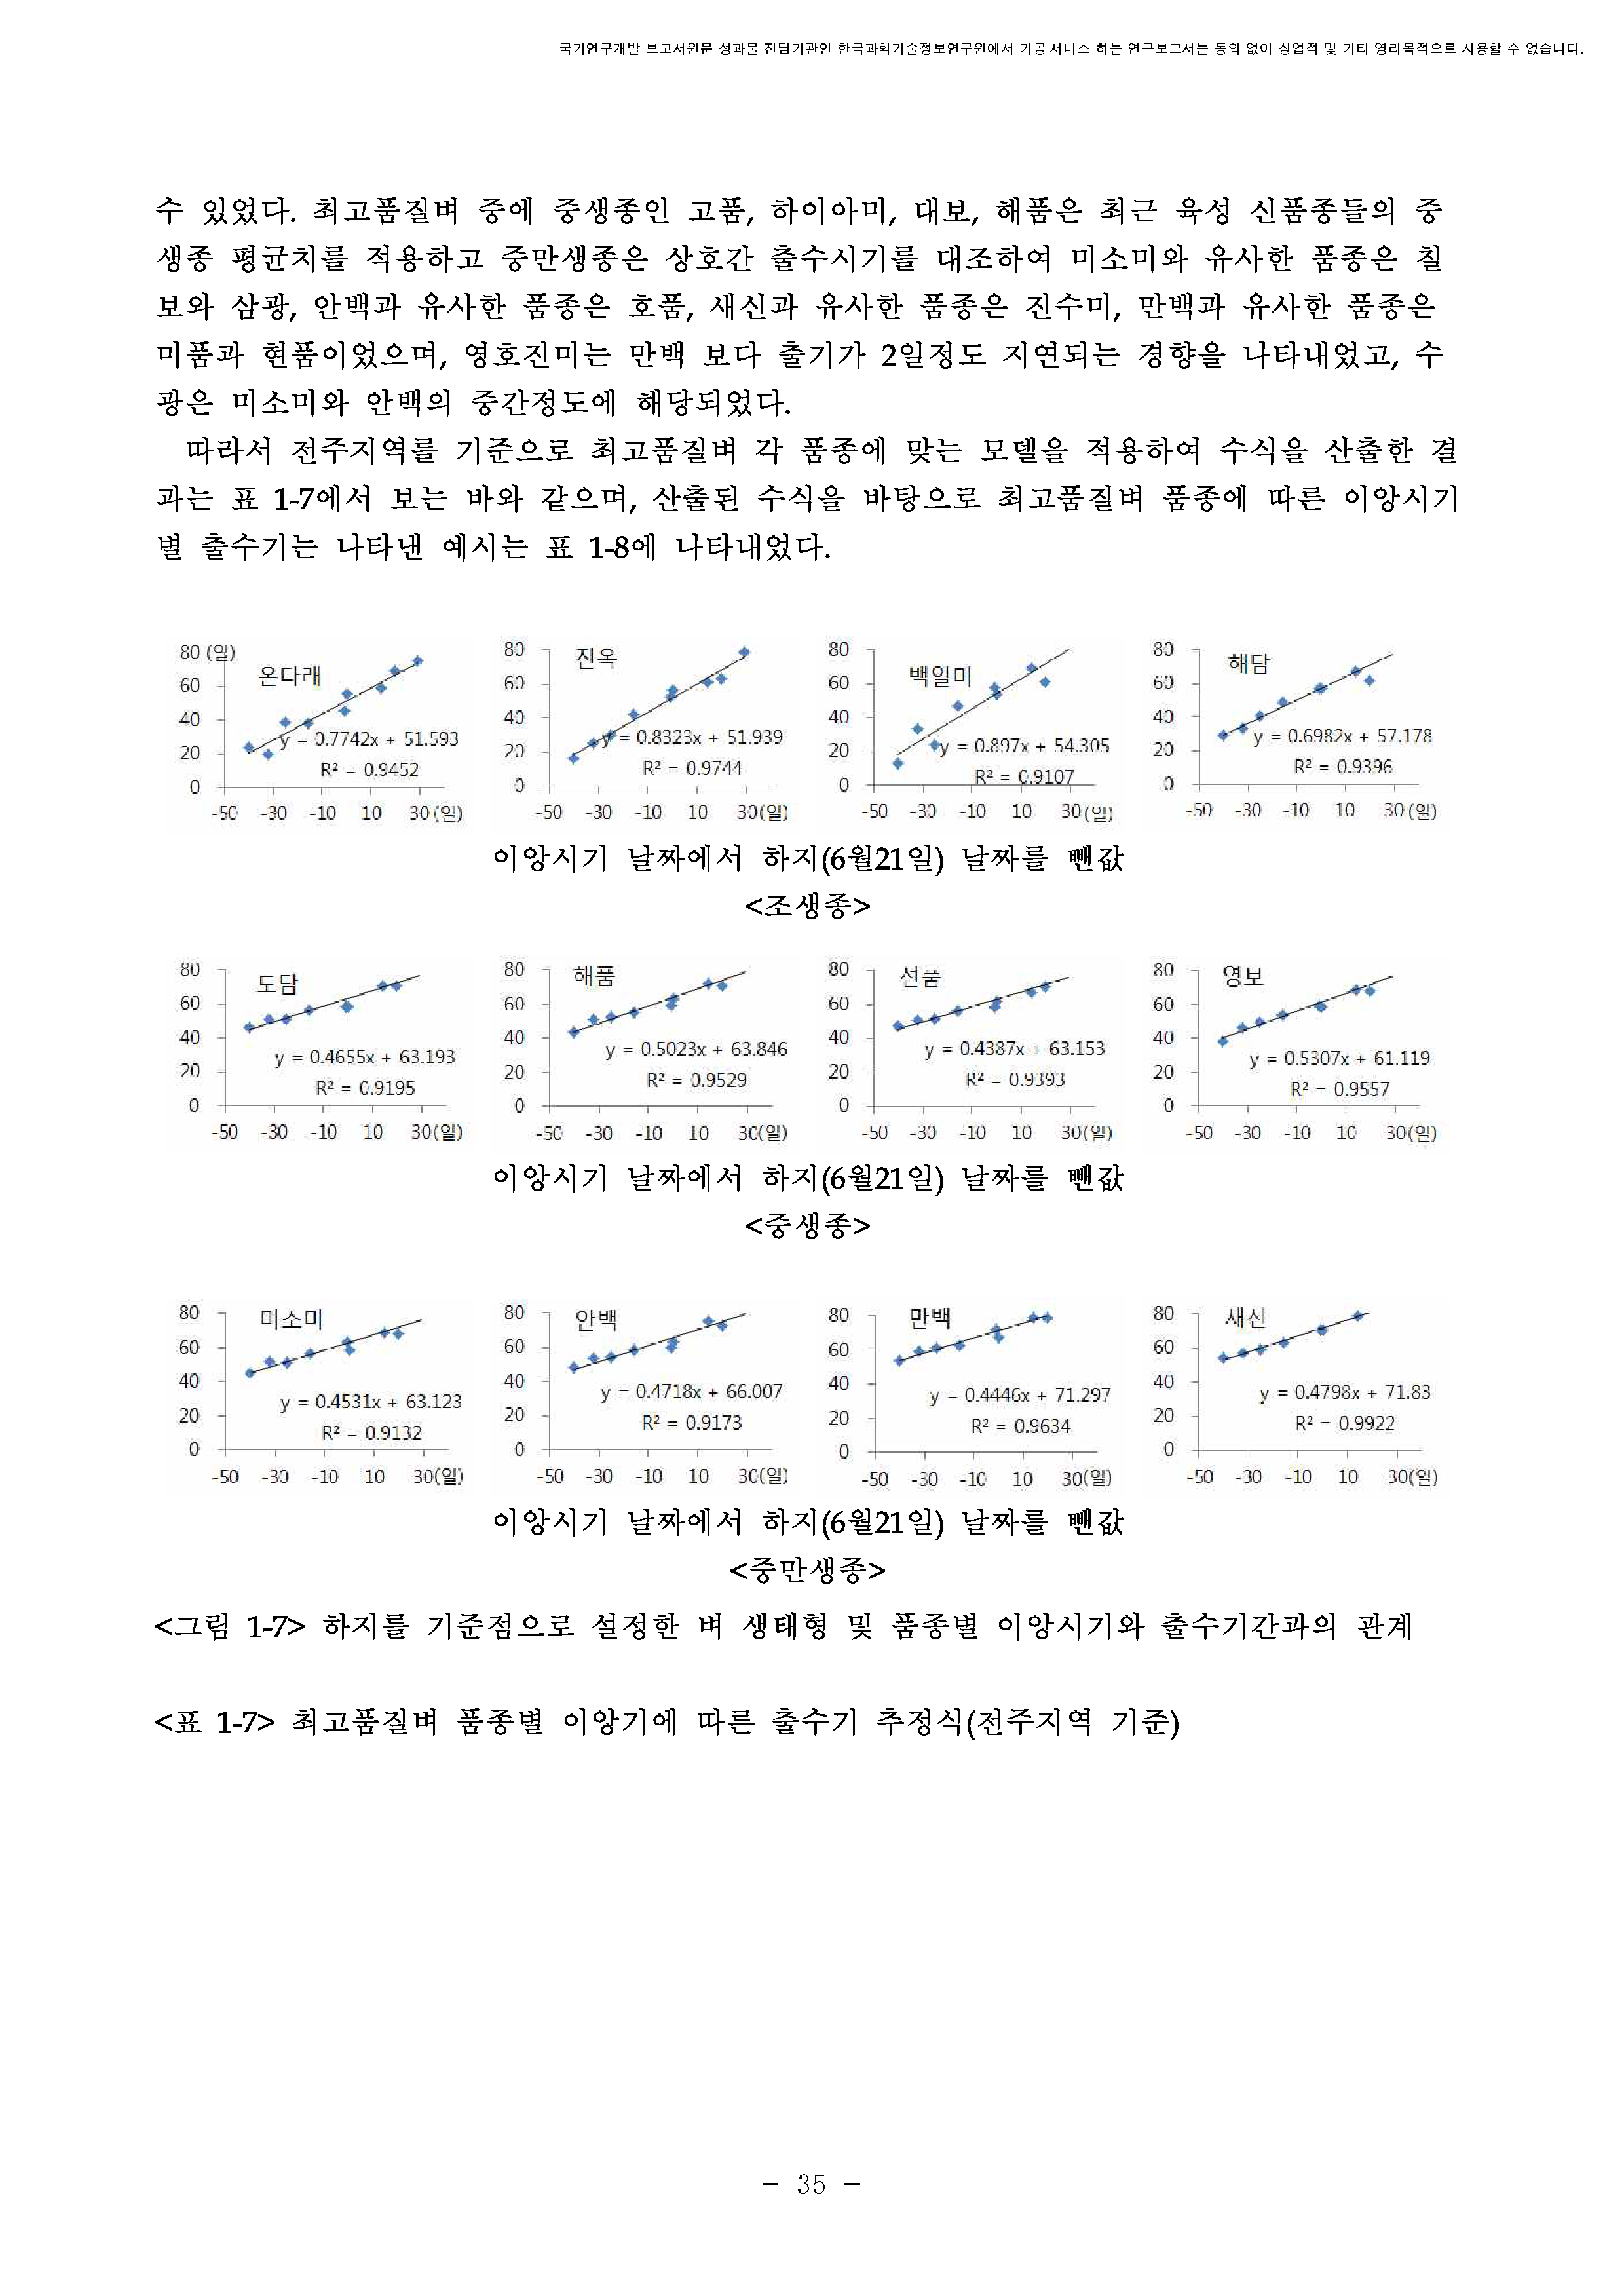 국가연구개발 보고서원문 성과물 전담기관인 한국과학기술정보연구원에서 가공·서비스 하는 연구보고서는 동의 없이 상업적 및 기타 영리목적으로 사용할 수 없습니다.
수 있었다. 최고품질벼 중에 중생종인 고품, 하이아미, 대보, 해품은 최근 육성 신품종들의 중
생종 평균치를 적용하고 중만생종은 상호간 출수시기를 대조하여 미소미와 유사한 품종은 칠
보와 삼광, 안백과 유사한 품종은 호품, 새신과 유사한 품종은 진수미, 만백과 유사한 품종은
미품과 현품이었으며, 영호진미는 만백 보다 출기가 2일정도 지연되는 경향을 나타내었고, 수
광은 미소미와 안백의 중간정도에 해당되었다.
따라서 전주지역를 기준으로 최고품질벼 각 품종에 맞는 모델을 적용하여 수식을 산출한 결
과는 표 1-7에서 보는 바와 같으며, 산출된 수식을 바탕으로 최고품질벼 품종에 따른 이앙시기
별 출수기는 나타낸 예시는 표 1-8에 나타내었다.
80 (일)
60
40
20
0
온다래
y = 0.7742x + 51.593
R² = 0.9452
-50 -30 -10 10 30(일)
80
60
40
20
0
진옥
y = 0.8323x + 51.939
R² = 0.9744
-50 -30 -10 10 30(일)
80
60
40
20
0
백일미
y = 0.897x + 54.305
R² = 0.9107
-50 -30 -10 10 30(일)
80
60
40
20
0
해담
y = 0.6982x + 57.178
R² = 0.9396
-50 -30 -10 10 30(일)
이앙시기 날짜에서 하지(6월21일) 날짜를 뺀값
<조생종>
80
60
40
20
0
도담
y = 0.4655x + 63.193
R² = 0.9195
-50 -30 -10 10 30(일)
80
60
40
20
0
해품
y = 0.5023x + 63.846
R² = 0.9529
-50 -30 -10 10 30(일)
80
60
40
20
0
선품
y = 0.4387x + 63.153
R² = 0.9393
-50 -30 -10 10 30(일)
80
60
40
20
0
영보
y = 0.5307x + 61.119
R² = 0.9557
-50 -30 -10 10 30(일)
이앙시기 날짜에서 하지(6월21일) 날짜를 뺀값
<중생종>
80
60
40
20
0
미소미
y = 0.4531x + 63.123
R² = 0.9132
-50 -30 -10 10 30(일)
80
60
40
20
0
안백
y = 0.4718x + 66.007
R² = 0.9173
-50 -30 -10 10 30(일)
80
60
40
20
0
만백
y = 0.4446x + 71.297
R² = 0.9634
-50 -30 -10 10 30(일)
80
60
40
20
0
새신
y = 0.4798x + 71.83
R² = 0.9922
-50 -30 -10 10 30(일)
이앙시기 날짜에서 하지(6월21일) 날짜를 뺀값
<중만생종>
<그림 1-7> 하지를 기준점으로 설정한 벼 생태형 및 품종별 이앙시기와 출수기간과의 관계
<표 1-7> 최고품질벼 품종별 이앙기에 따른 출수기 추정식(전주지역 기준)
- 35 -